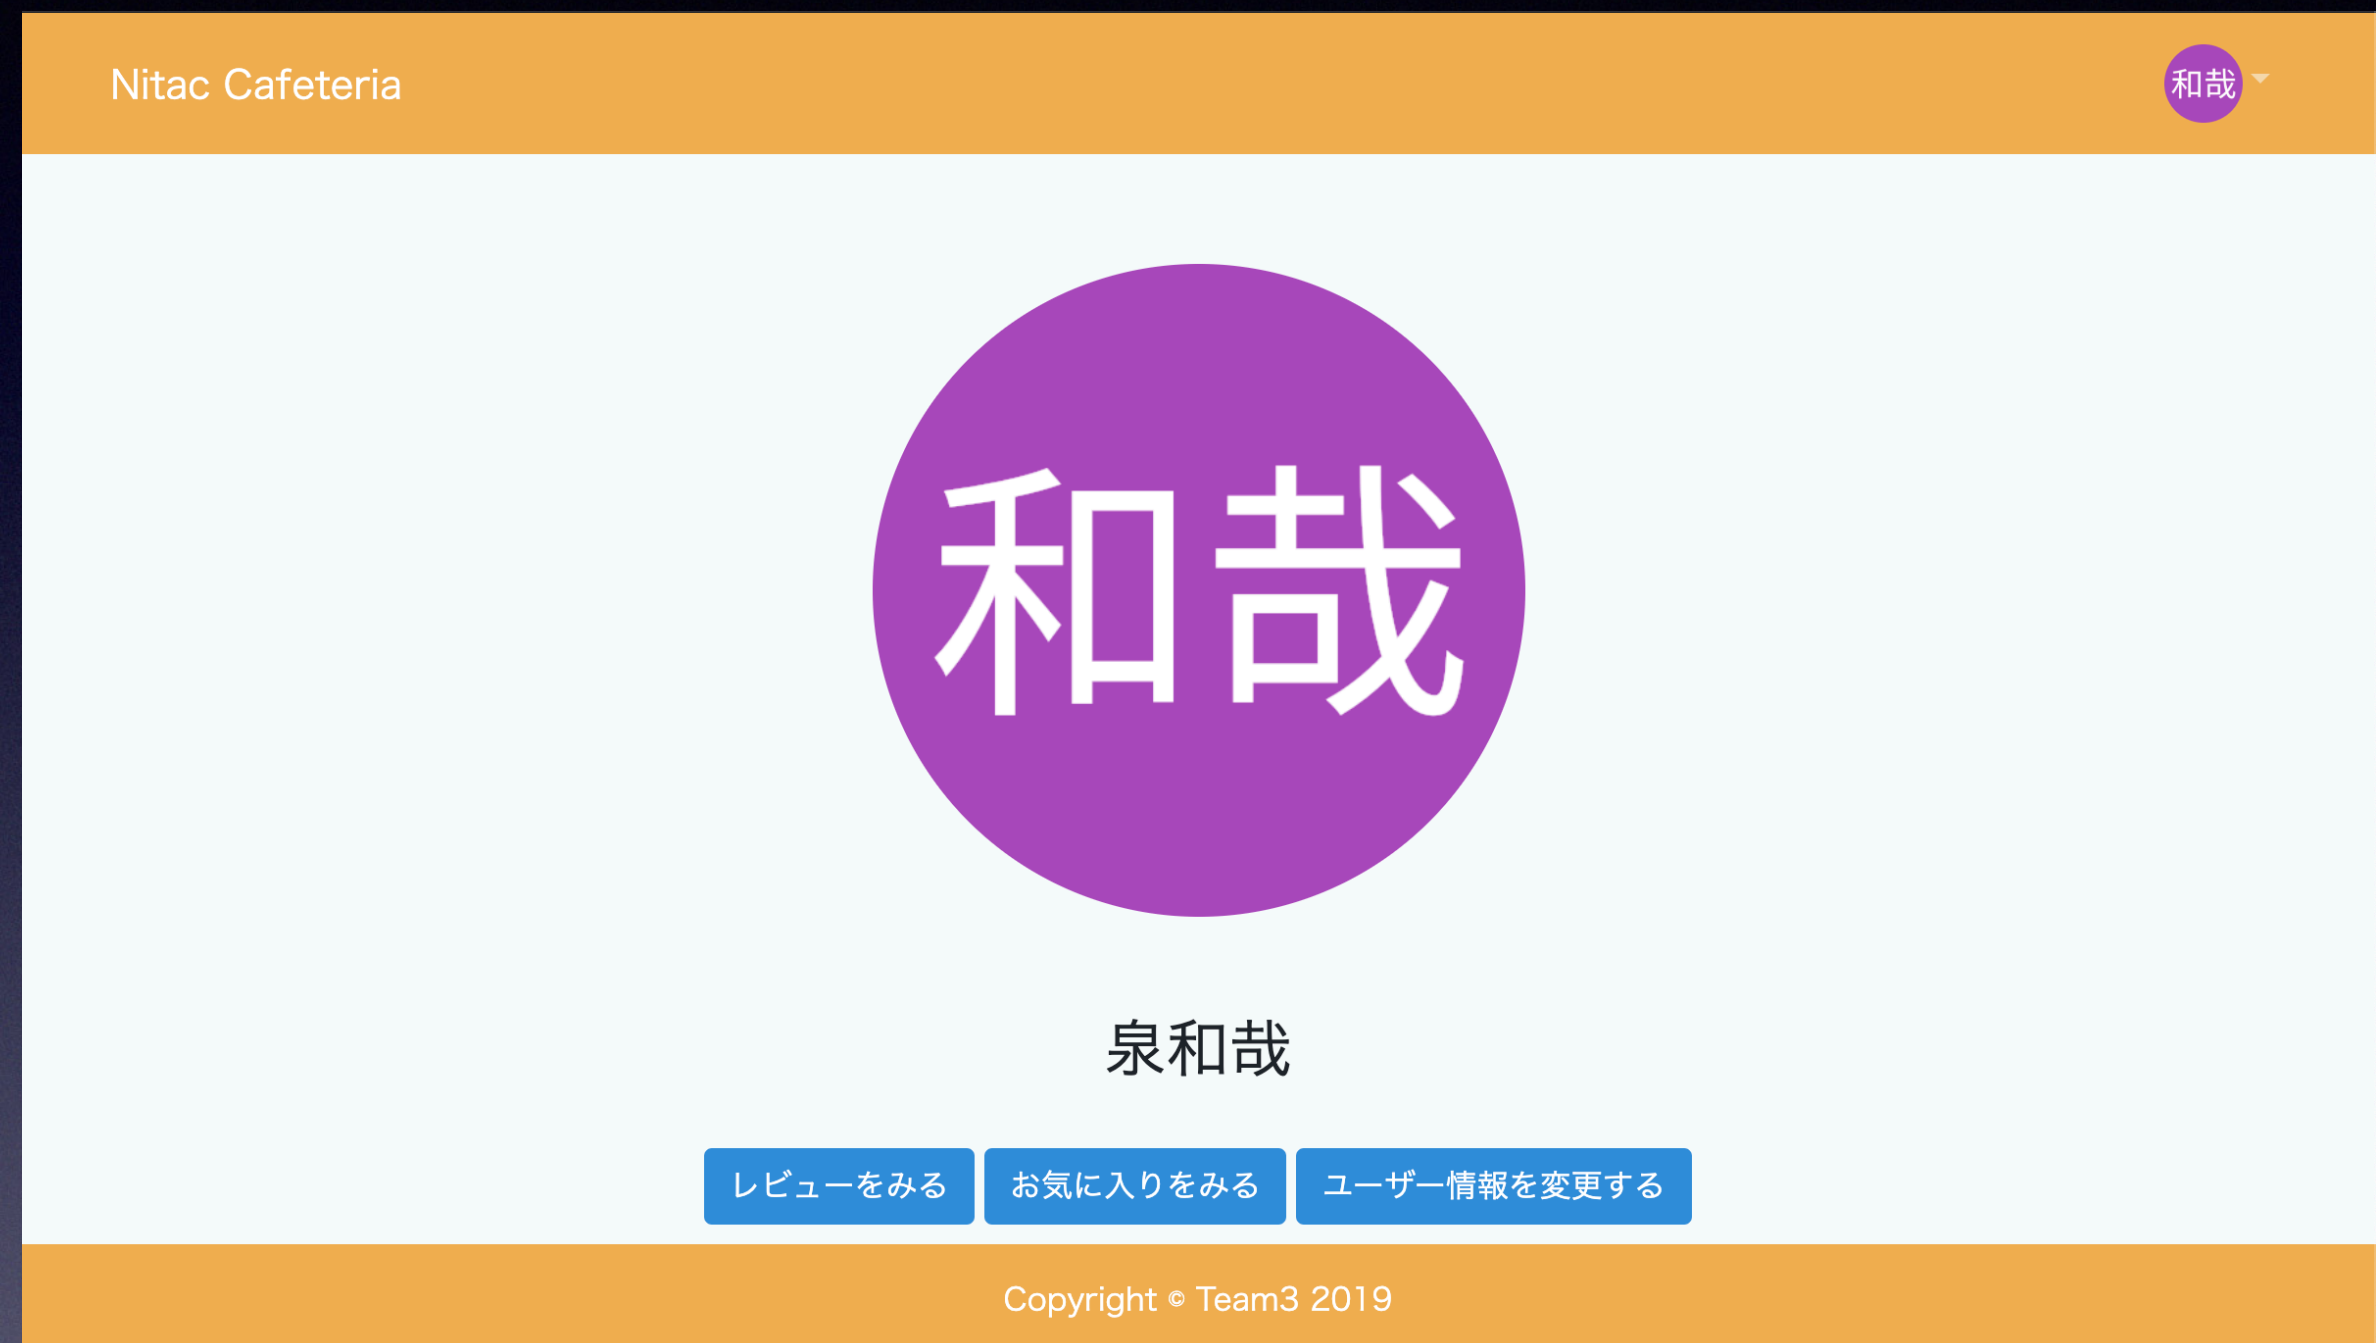 Nitac Cafeteria
和哉
和哉
泉和哉
レビューをみる
お気に入りをみる
ユーザー情報を変更する
Copyright © Team3 2019